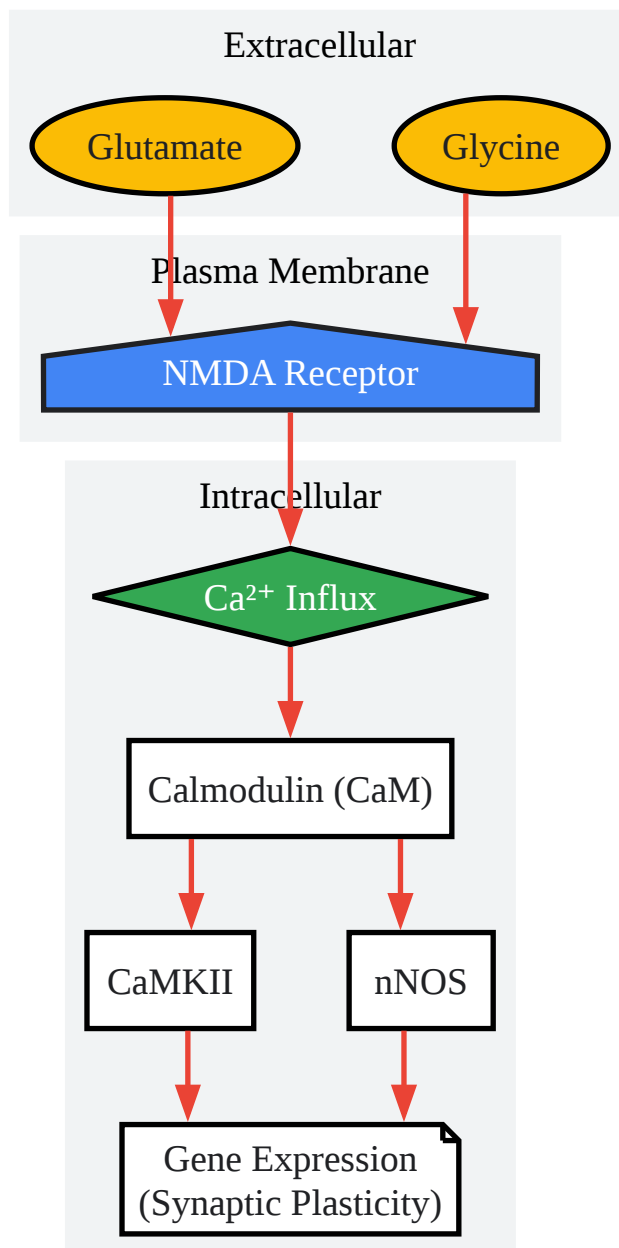 Extracellular
Glutamate
Glycine
Plasma Membrane
NMDA Receptor
Intracellular
Ca²⁺ Influx
Calmodulin (CaM)
CaMKII
nNOS
Gene Expression
(Synaptic Plasticity)